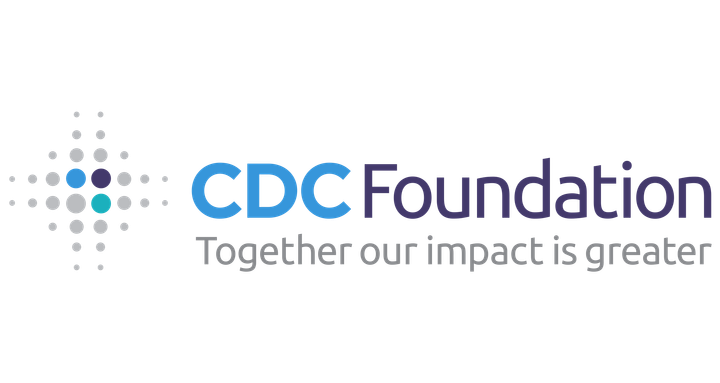 CDC Foundation
Together our impact is greater